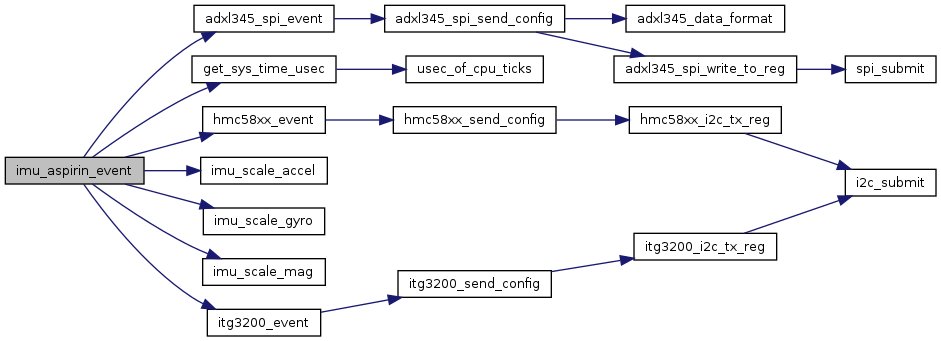 adxl345_spi_event
adxl345_spi_send_config
adxl345_data_format
get_sys_time_usec
usec_of_cpu_ticks
adxl345_spi_write_to_reg
spi_submit
hmc58xx_event
hmc58xx_send_config
hmc58xx_i2c_tx_reg
imu_aspirin_event
imu_scale_accel
i2c_submit
imu_scale_gyro
itg3200_i2c_tx_reg
imu_scale_mag
itg3200_send_config
itg3200_event